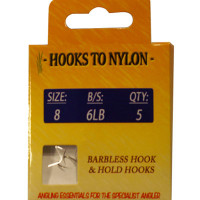 - HOOKS TO NYLON -
SIZE: B/S: QTY:
8 6LB 5
BARBLESS HOOK
& HOLD HOOKS
ANGLING ESSENTIALS FOR THE SPECIALIST ANGLER